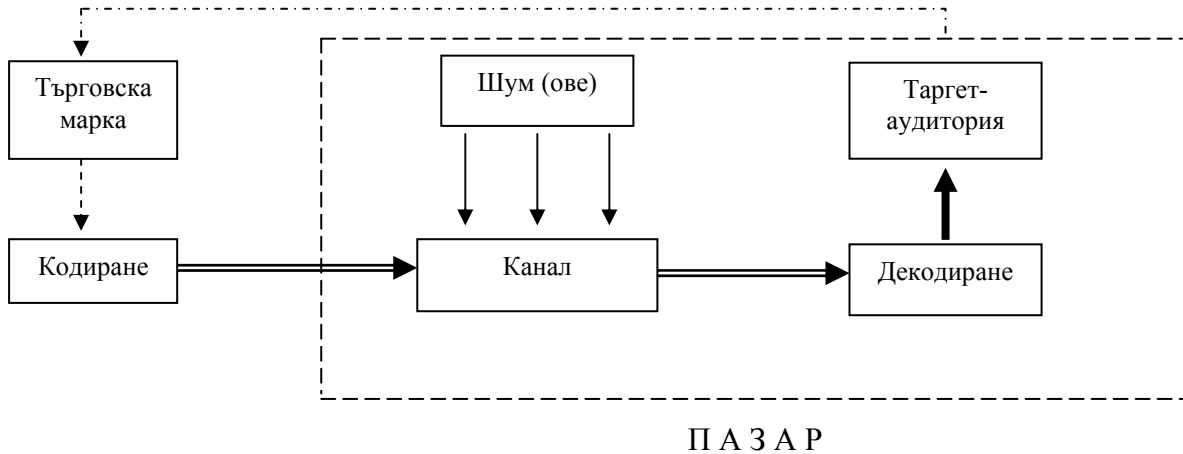 Търговска
марка
Шум (ове)
Таргет-
аудитория
Кодиране
Канал
Декодиране
П А З А Р